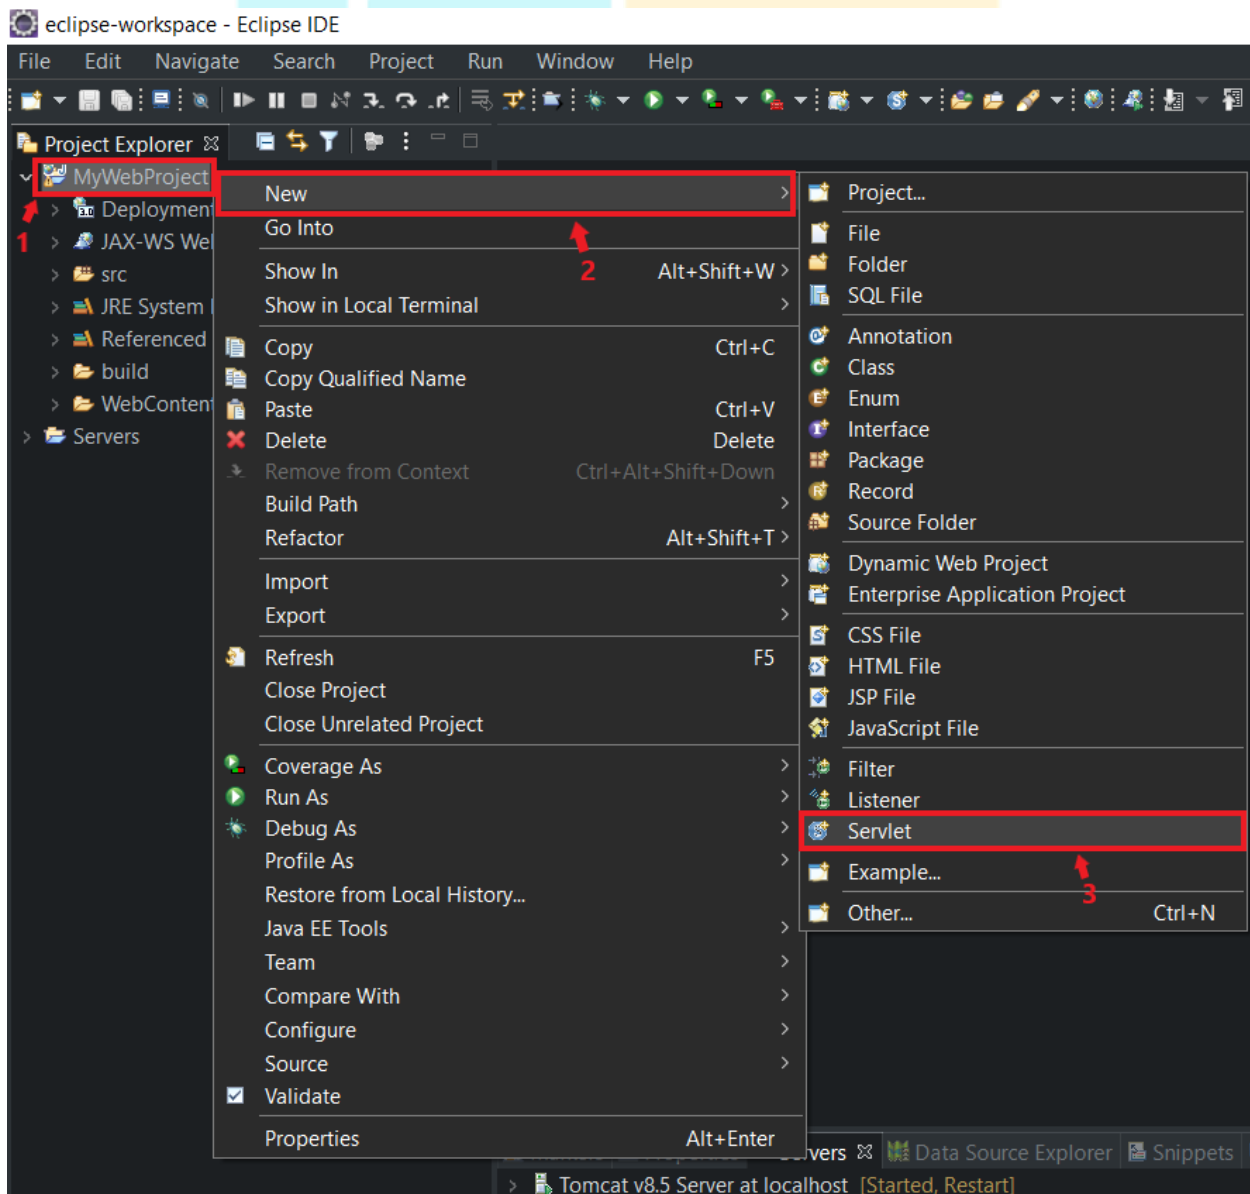 eclipse-workspace - Eclipse IDE
File Edit Navigate Search Project Run Window Help
Project Explorer
MyWebProject
Deployment
JAX-WS We
src
JRE System
Referenced
build
WebContent
Servers
1
New
Go Into
2
Show In Alt+Shift+W
Show in Local Terminal
Copy Ctrl+C
Copy Qualified Name
Paste Ctrl+V
Delete Delete
Remove from Context Ctrl+Alt+Shift+Down
Build Path
Refactor Alt+Shift+T
Import
Export
Refresh F5
Close Project
Close Unrelated Project
Coverage As
Run As
Debug As
Profile As
Restore from Local History...
Java EE Tools
Team
Compare With
Configure
Source
Validate
Properties Alt+Enter
Project...
File
Folder
SQL File
Annotation
Class
Enum
Interface
Package
Record
Source Folder
Dynamic Web Project
Enterprise Application Project
CSS File
HTML File
JSP File
JavaScript File
Filter
Listener
Servlet
Example...
3
Other... Ctrl+N
vers Data Source Explorer Snippets
Tomcat v8.5 Server at localhost [Started, Restart]